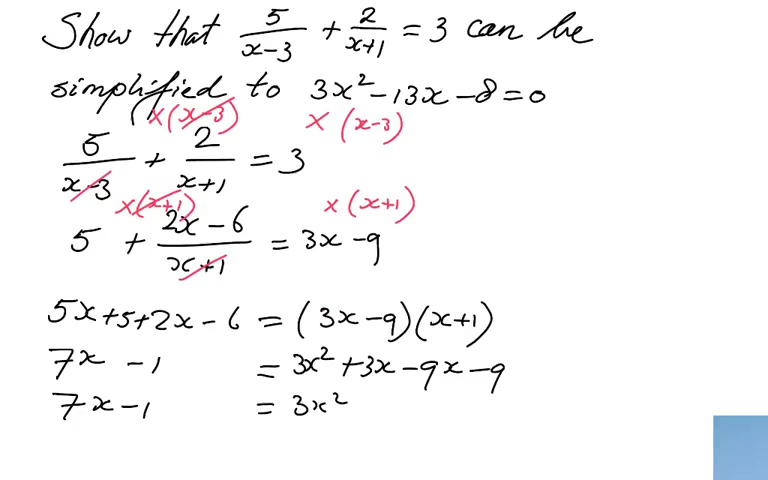 Show that 5/(x-3) + 2/(x+1) = 3 can be
simplified to 3x² - 13x - 8 = 0
×(x-3) ×(x-3)
5/(x-3) + 2/(x+1) = 3
×(x+1) ×(x+1)
5 + (2x - 6)/(x+1) = 3x - 9
5x + 5 + 2x - 6 = (3x - 9)(x+1)
7x - 1 = 3x² + 3x - 9x - 9
7x - 1 = 3x²